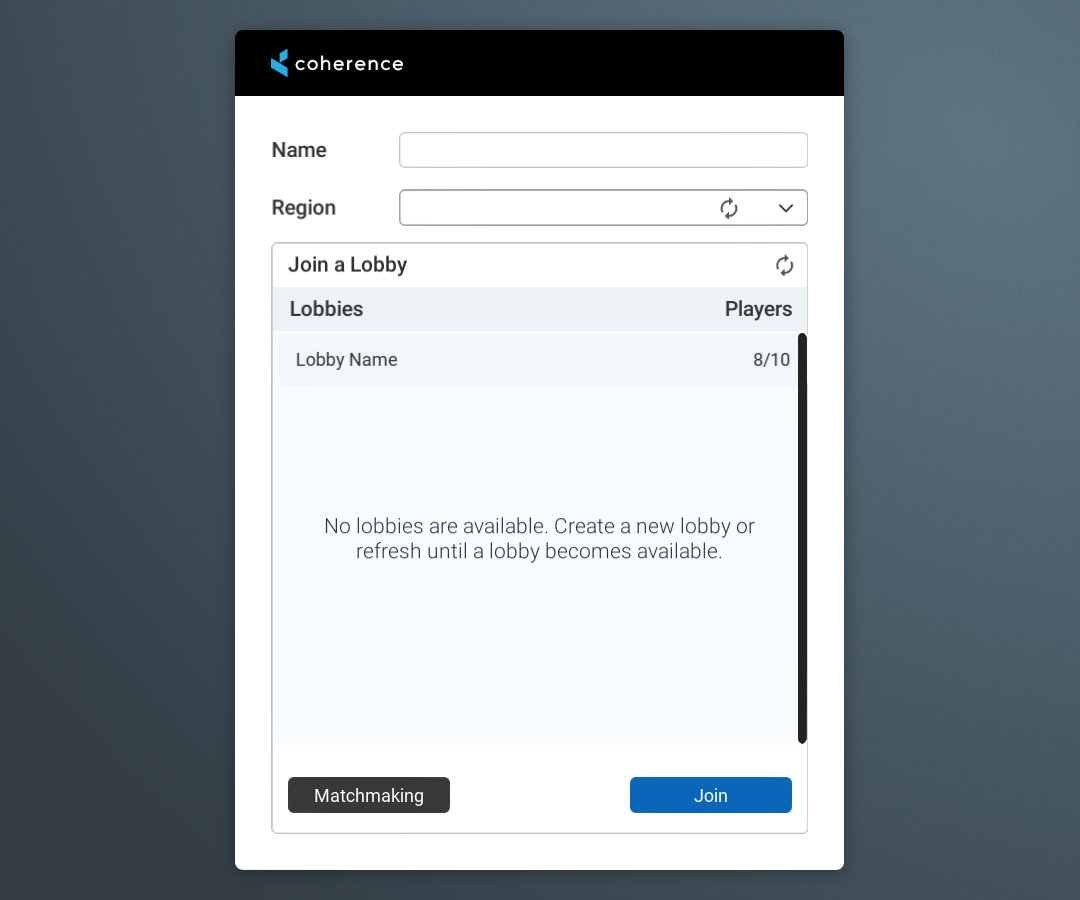 coherence
Name
Region
Join a Lobby
Lobbies Players
Lobby Name 8/10
No lobbies are available. Create a new lobby or
refresh until a lobby becomes available.
Matchmaking Join